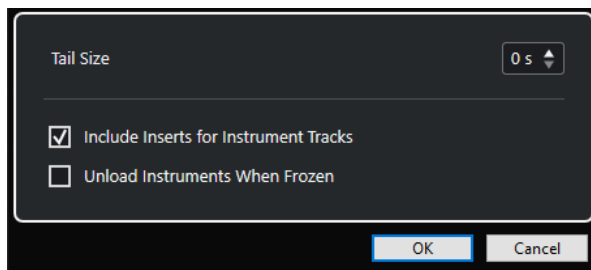 Tail Size
0 s
Include Inserts for Instrument Tracks
Unload Instruments When Frozen
OK
Cancel